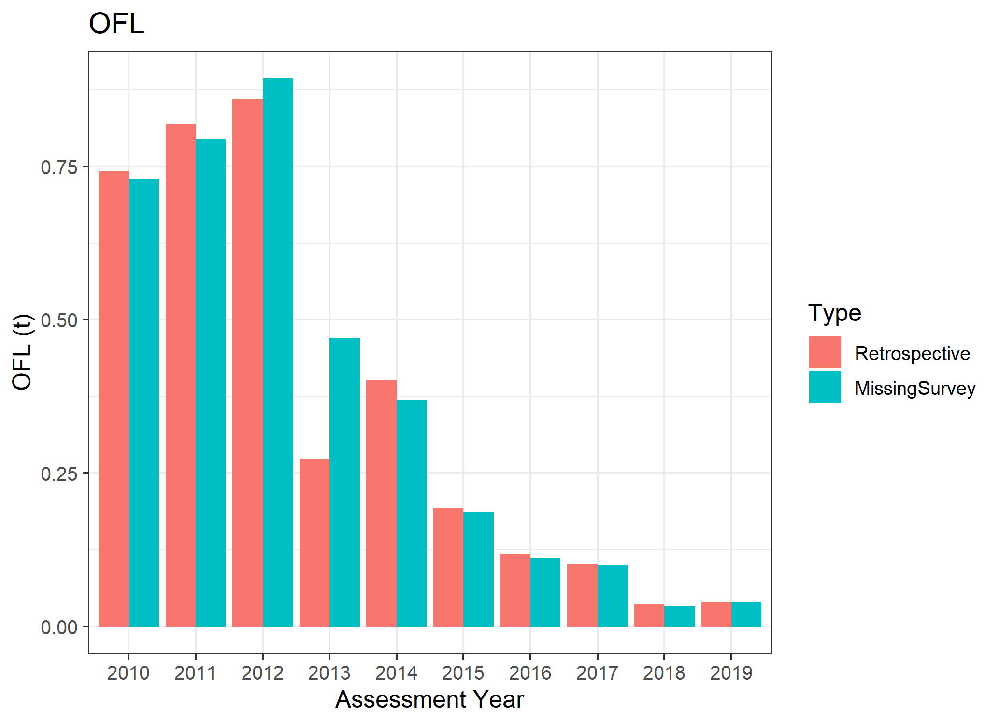 OFL
OFL (t)
0.75
0.50
0.25
0.00
2010 2011 2012 2013 2014 2015 2016 2017 2018 2019
Assessment Year
Type
Retrospective
MissingSurvey